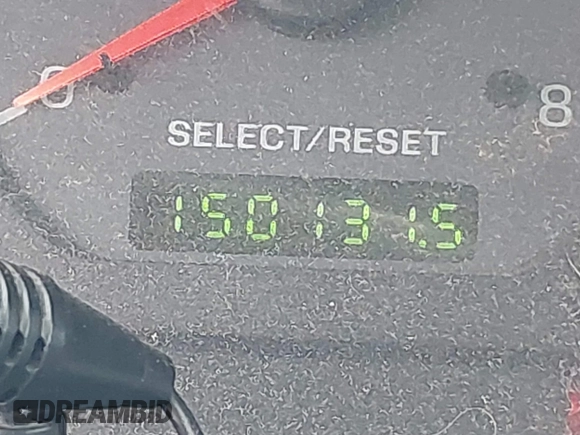 0
8
SELECT/RESET
150131.5
DREAMBID